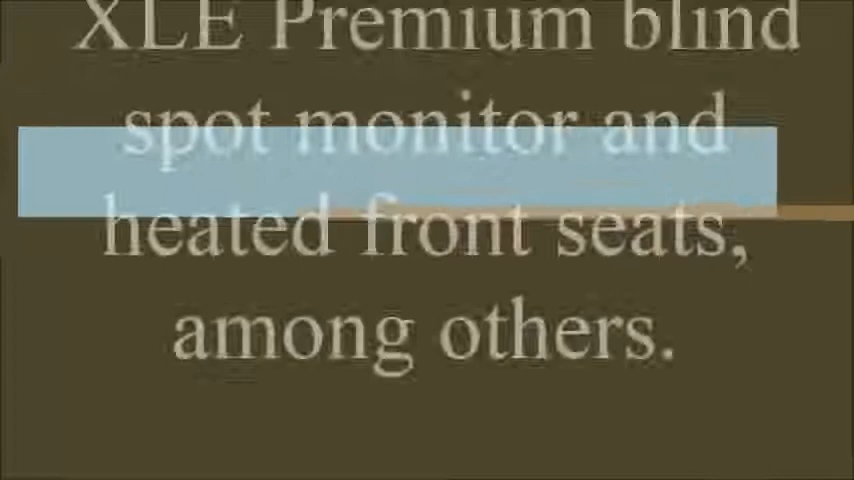 XLE Premium blind
spot monitor and
heated front seats,
among others.